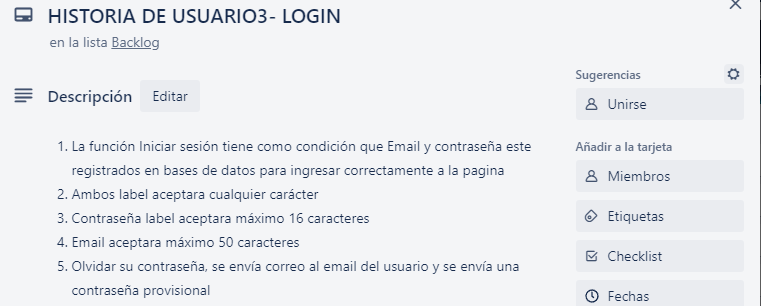 HISTORIA DE USUARIO3- LOGIN
en la lista Backlog
Descripción Editar
1. La función Iniciar sesión tiene como condición que Email y contraseña este
registrados en bases de datos para ingresar correctamente a la pagina
2. Ambos label aceptara cualquier carácter
3. Contraseña label aceptara máximo 16 caracteres
4. Email aceptara máximo 50 caracteres
5. Olvidar su contraseña, se envía correo al email del usuario y se envía una
contraseña provisional
Sugerencias
Unirse
Añadir a la tarjeta
Miembros
Etiquetas
Checklist
Fechas